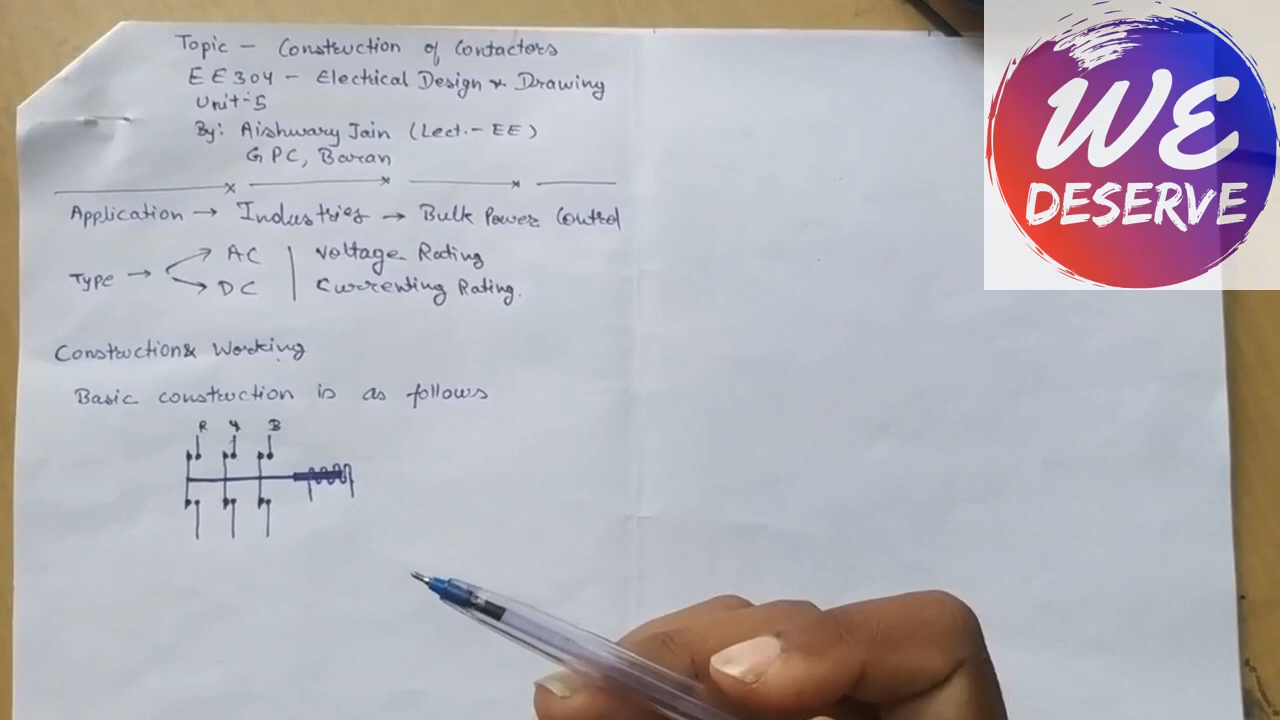 Topic - Construction of Contactors
EE304 - Electrical Design & Drawing
Unit-5
By: Aishwary Jain (Lect.-EE)
GPC, Baran
Application → Industries → Bulk Power Control
Type → AC | Voltage Rating
DC | Currenting Rating.
Construction& Working
Basic construction is as follows
R Y B
WE
DESERVE